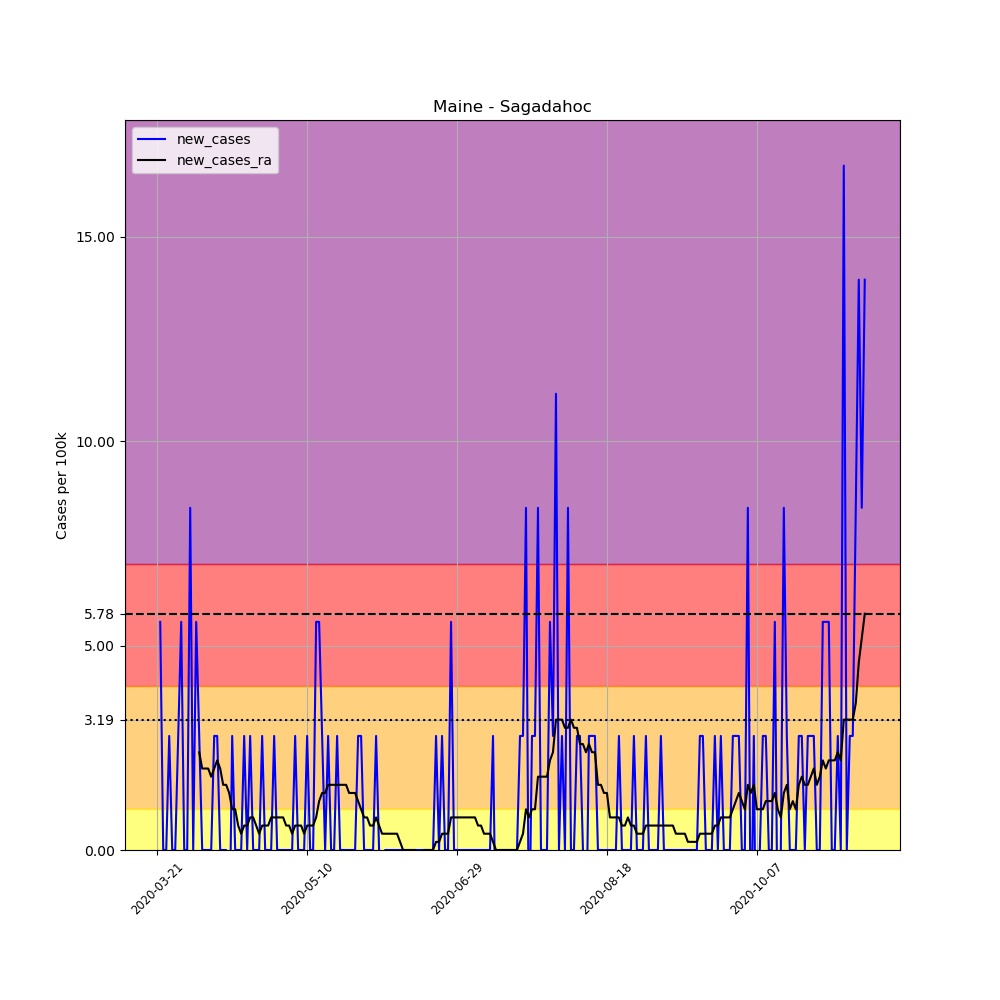 Maine - Sagadahoc
new_cases
new_cases_ra
15.00
10.00
5.78
5.00
3.19
0.00
Cases per 100k
2020-03-21
2020-05-10
2020-06-29
2020-08-18
2020-10-07